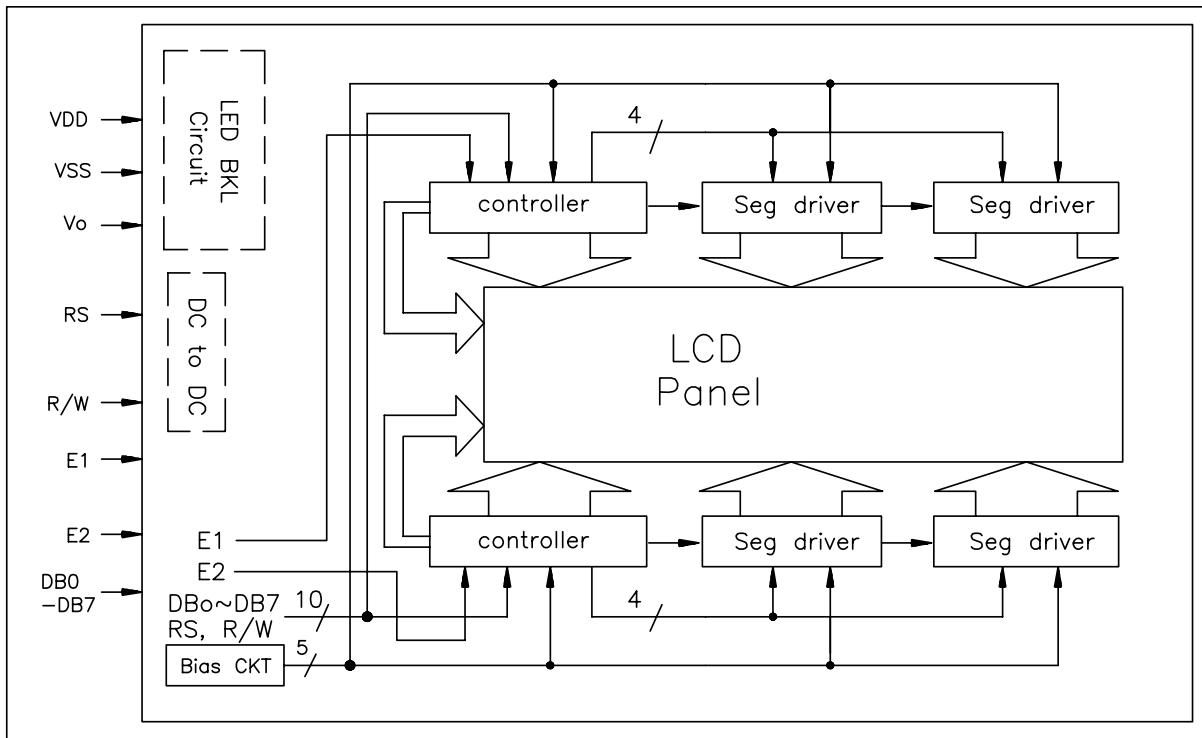 VDD
VSS
Vo
RS
R/W
E1
E2
DB0
-DB7
LED BKL
Circuit
DC to DC
4
controller
Seg driver
Seg driver
LCD
Panel
controller
Seg driver
Seg driver
E1
E2
DBo~DB7
RS, R/W
10
4
Bias CKT
5